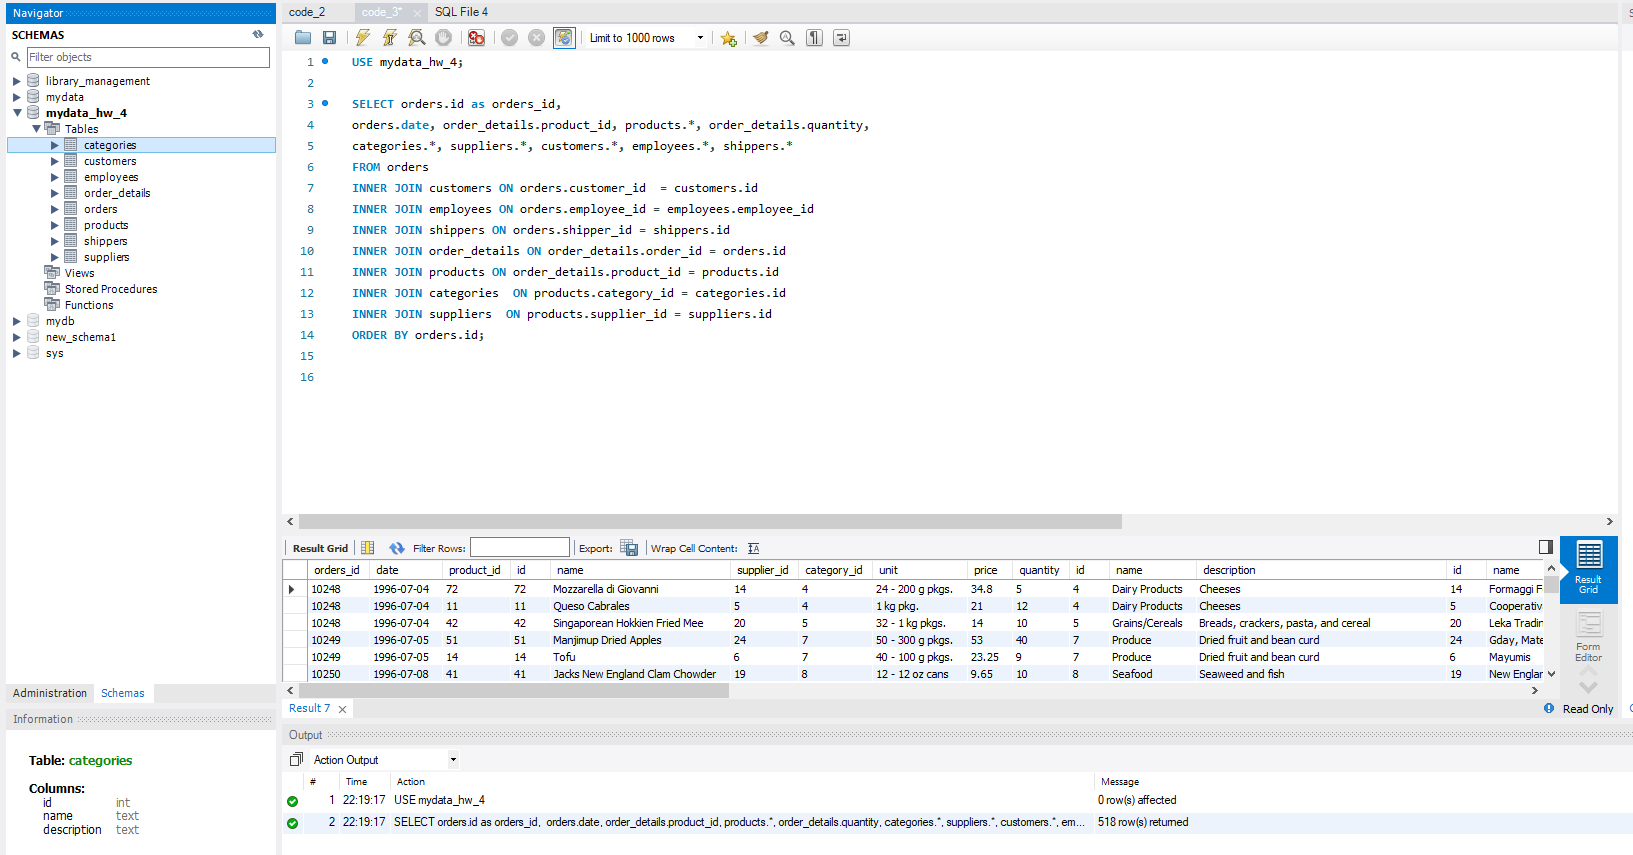 Navigator
SCHEMAS
Filter objects
library_management
mydata
mydata_hw_4
Tables
categories
customers
employees
order_details
orders
products
shippers
suppliers
Views
Stored Procedures
Functions
mydb
new_schema1
sys
Administration Schemas
Information
Table: categories
Columns:
id int
name text
description text
code_2 code_3* SQL File 4
Limit to 1000 rows
1 USE mydata_hw_4;
2
3 SELECT orders.id as orders_id,
4 orders.date, order_details.product_id, products.*, order_details.quantity,
5 categories.*, suppliers.*, customers.*, employees.*, shippers.*
6 FROM orders
7 INNER JOIN customers ON orders.customer_id  = customers.id
8 INNER JOIN employees ON orders.employee_id = employees.employee_id
9 INNER JOIN shippers ON orders.shipper_id = shippers.id
10 INNER JOIN order_details ON order_details.order_id = orders.id
11 INNER JOIN products ON order_details.product_id = products.id
12 INNER JOIN categories  ON products.category_id = categories.id
13 INNER JOIN suppliers  ON products.supplier_id = suppliers.id
14 ORDER BY orders.id;
15
16
Result Grid Filter Rows: Export: Wrap Cell Content:
orders_id date product_id id name supplier_id category_id unit price quantity id name description id name
10248 1996-07-04 72 72 Mozzarella di Giovanni 14 4 24 - 200 g pkgs. 34.8 5 4 Dairy Products Cheeses 14 Formaggi F
10248 1996-07-04 11 11 Queso Cabrales 5 4 1 kg pkg. 21 12 4 Dairy Products Cheeses 5 Cooperativ
10248 1996-07-04 42 42 Singaporean Hokkien Fried Mee 20 5 32 - 1 kg pkgs. 14 10 5 Grains/Cereals Breads, crackers, pasta, and cereal 20 Leka Tradin
10249 1996-07-05 51 51 Manjimup Dried Apples 24 7 50 - 300 g pkgs. 53 40 7 Produce Dried fruit and bean curd 24 Gday, Mate
10249 1996-07-05 14 14 Tofu 6 7 40 - 100 g pkgs. 23.25 9 7 Produce Dried fruit and bean curd 6 Mayumis
10250 1996-07-08 41 41 Jacks New England Clam Chowder 19 8 12 - 12 oz cans 9.65 10 8 Seafood Seaweed and fish 19 New Englar
Result Grid
Form Editor
Result 7 Read Only
Output
Action Output
# Time Action Message
1 22:19:17 USE mydata_hw_4 0 row(s) affected
2 22:19:17 SELECT orders.id as orders_id, orders.date, order_details.product_id, products.*, order_details.quantity, categories.*, suppliers.*, customers.*, em... 518 row(s) returned